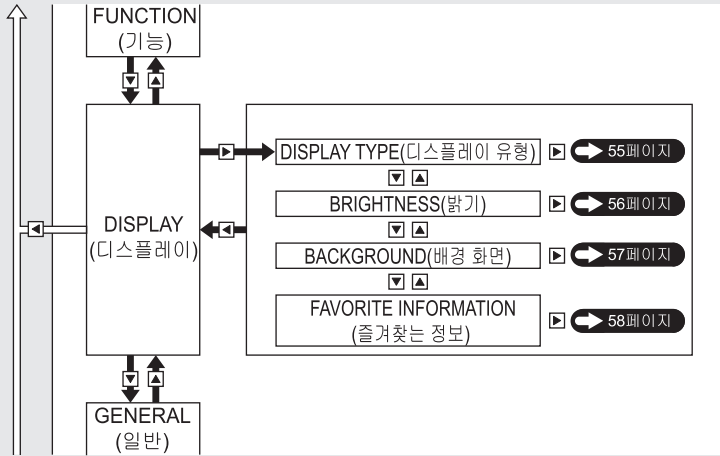 FUNCTION
(기능)
DISPLAY
(디스플레이)
DISPLAY TYPE(디스플레이 유형)
55페이지
BRIGHTNESS(밝기)
56페이지
BACKGROUND(배경 화면)
57페이지
FAVORITE INFORMATION
(즐겨찾는 정보)
58페이지
GENERAL
(일반)